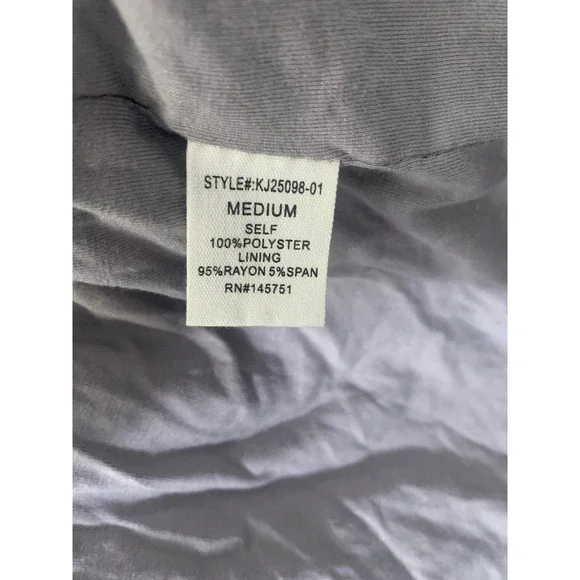 STYLE#:KJ25098-01
MEDIUM
SELF
100%POLYSTER
LINING
95%RAYON 5%SPAN
RN#145751